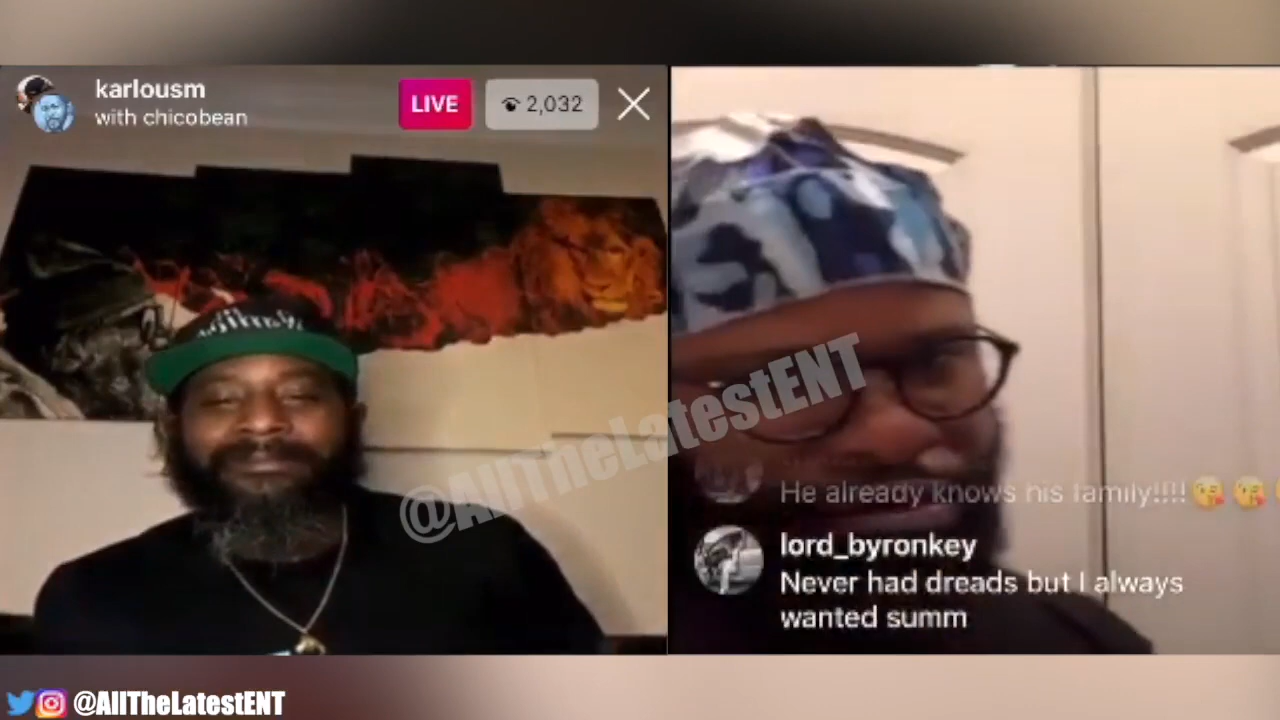 karlousm
with chicobean
LIVE
2,032
@AllTheLatestENT
He already knows his family!!!!😘😘
lord_byronkey
Never had dreads but I always
wanted summ
@AllTheLatestENT